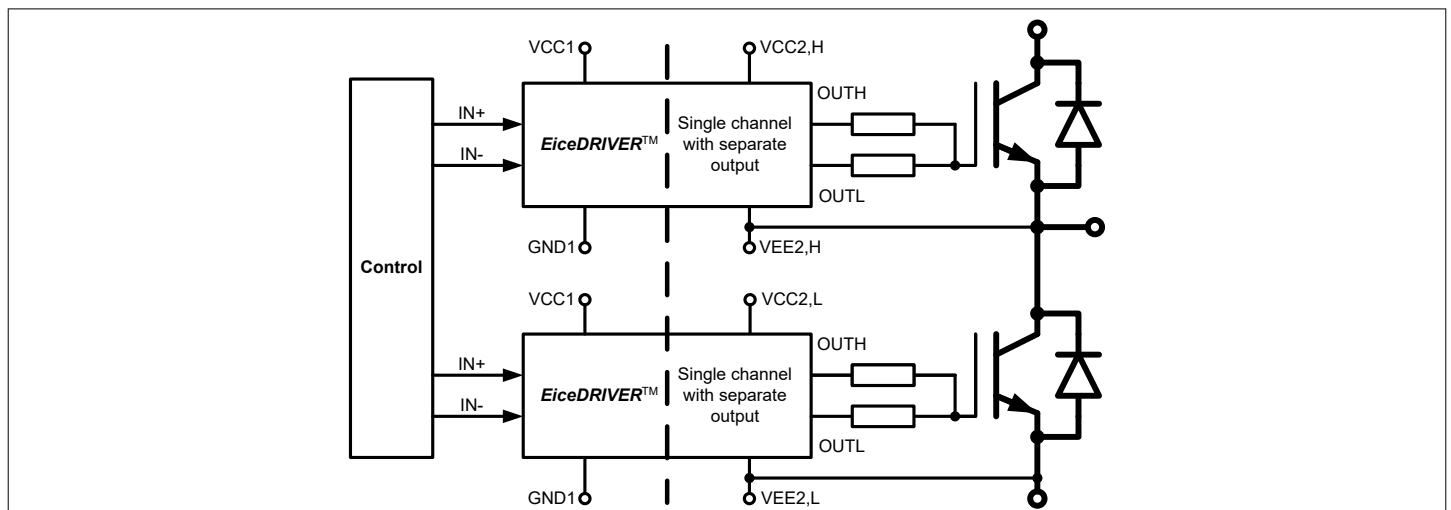 VCC1
VCC2,H
OUTH
IN+
EiceDRIVER™
Single channel
with separate
output
IN-
OUTL
GND1
VEE2,H
Control
VCC1
VCC2,L
OUTH
IN+
EiceDRIVER™
Single channel
with separate
output
IN-
OUTL
GND1
VEE2,L